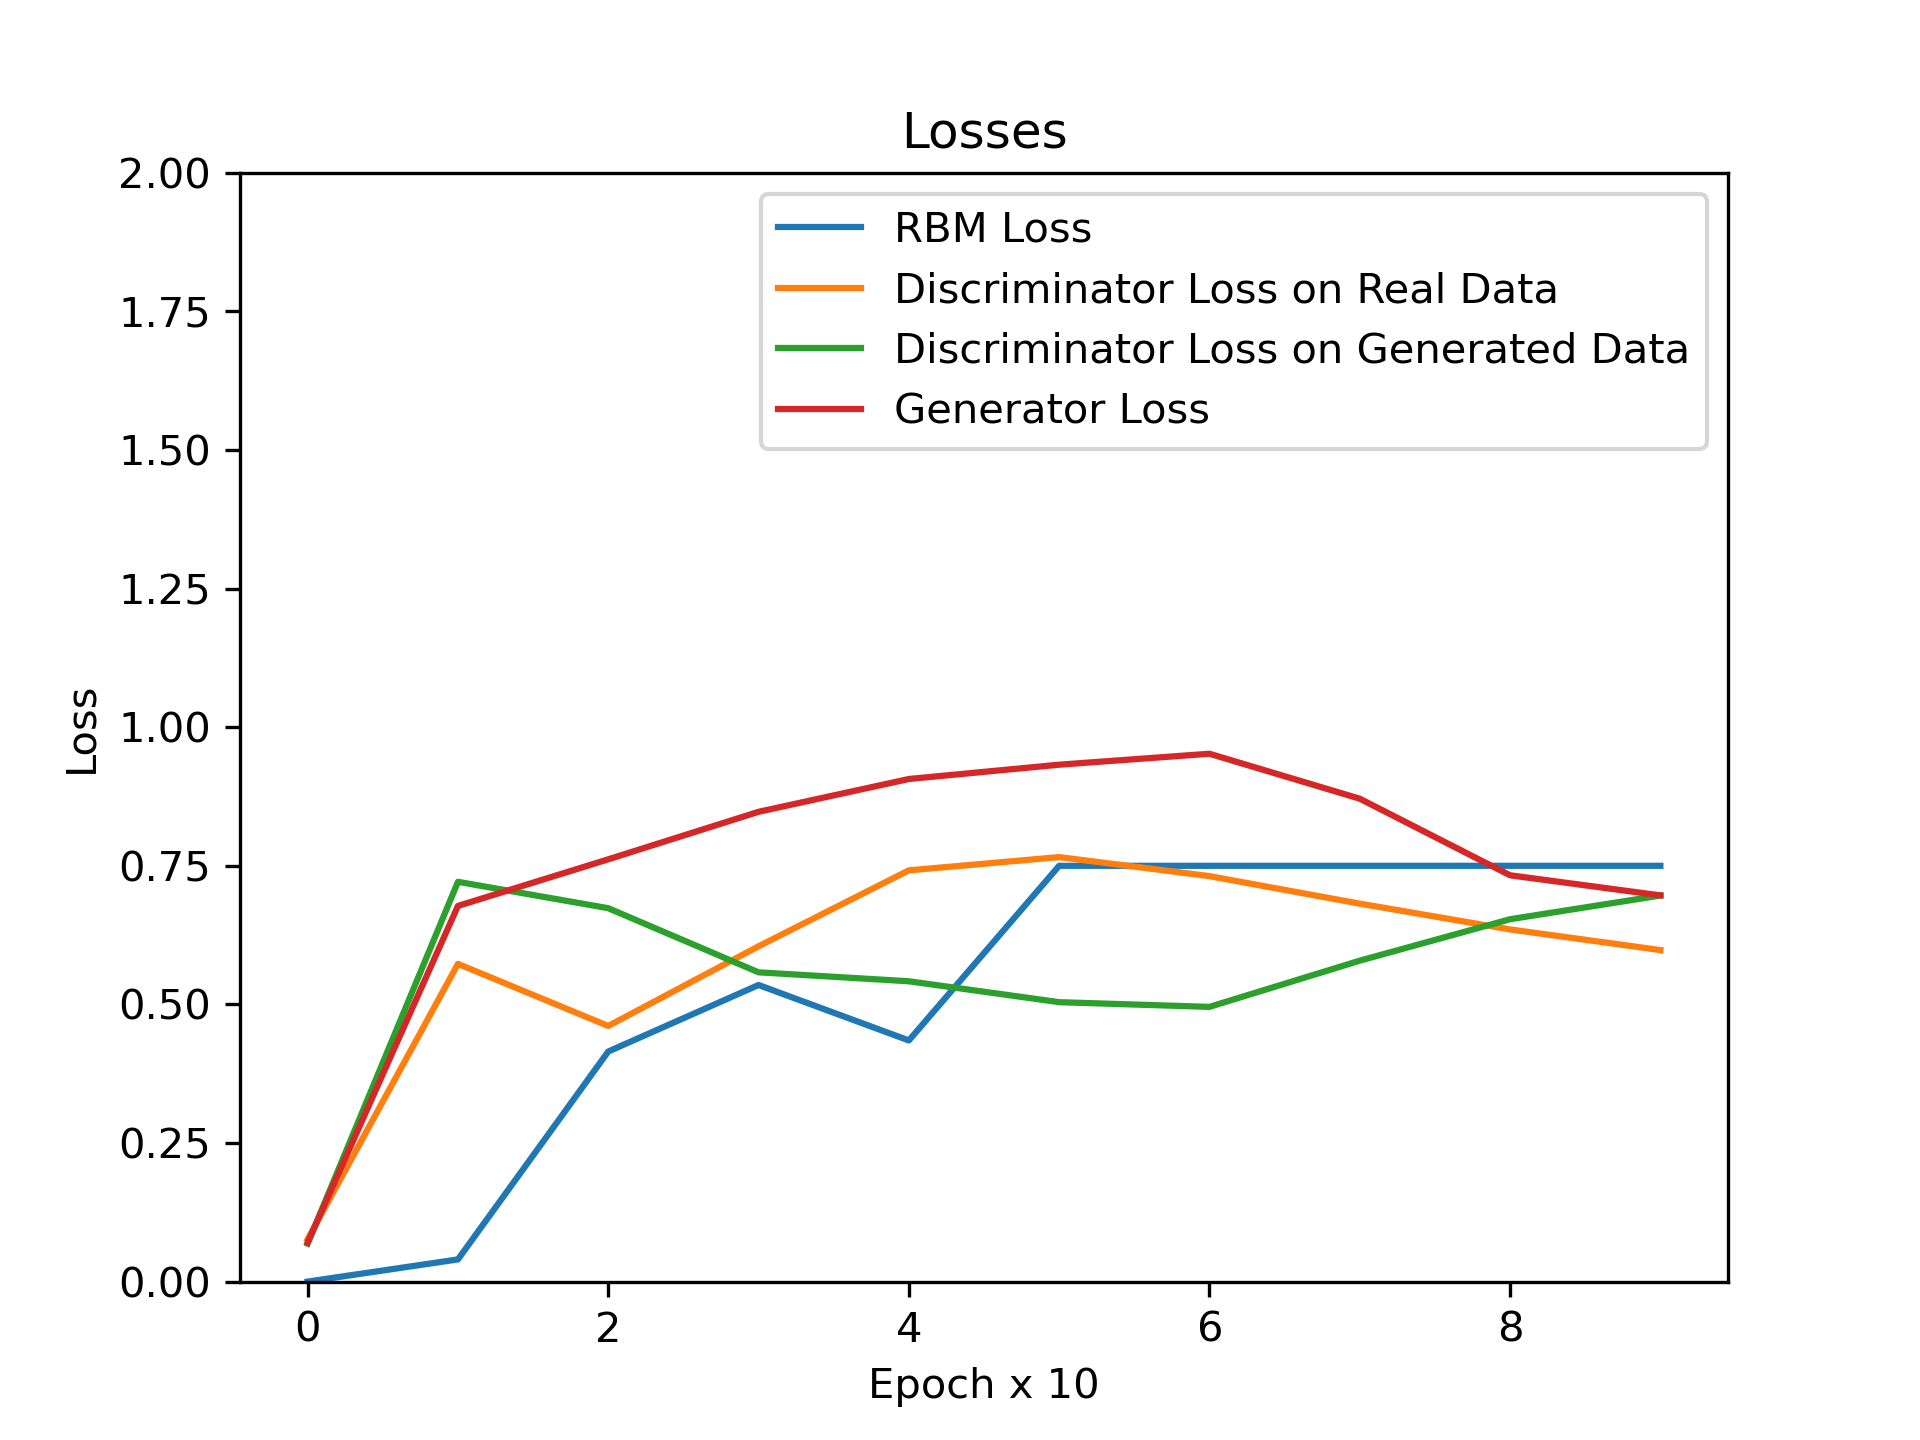 Losses
2.00
1.75
1.50
1.25
1.00
0.75
0.50
0.25
0.00
Loss
RBM Loss
Discriminator Loss on Real Data
Discriminator Loss on Generated Data
Generator Loss
0 2 4 6 8
Epoch x 10